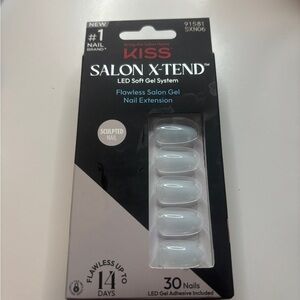 NEW
#1
NAIL
BRAND
KISS
91581
SXN06
SALON X-TEND™
LED Soft Gel System
Flawless Salon Gel
Nail Extension
SCULPTED
NAIL
FLAWLESS UP TO
14
DAYS
30 Nails
LED Gel Adhesive Included